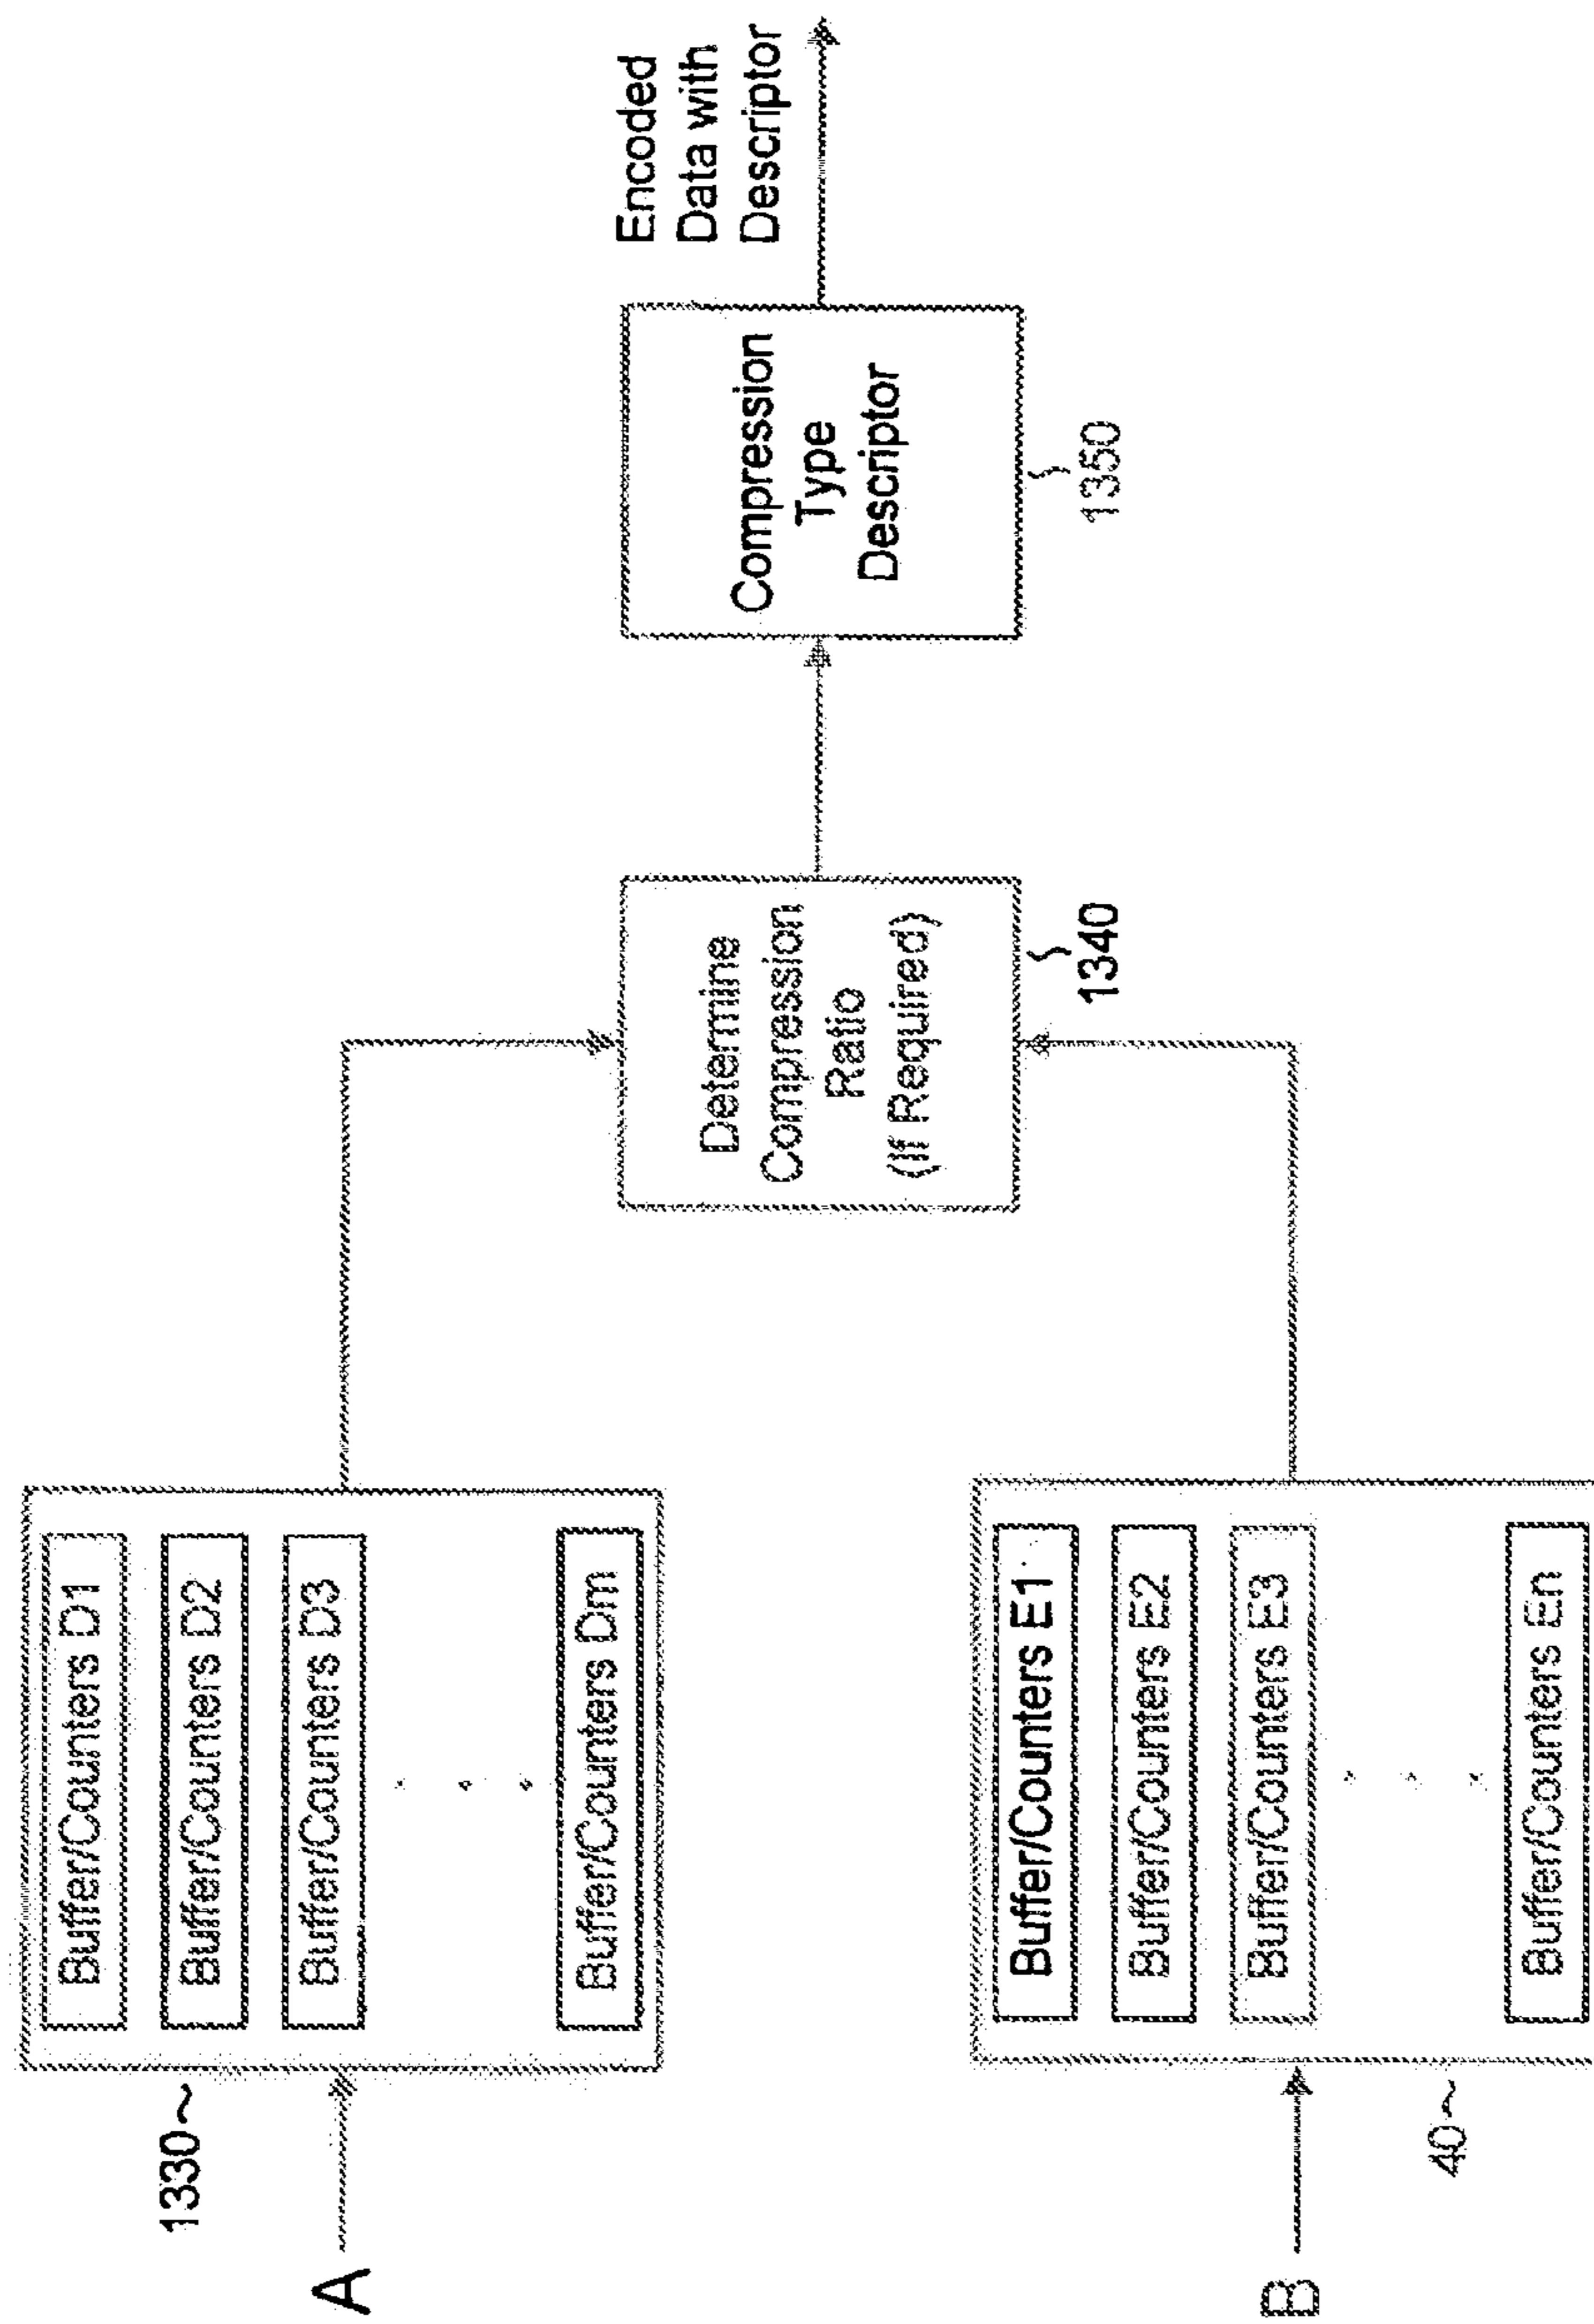 A
1330
Buffer/Counters D1
Buffer/Counters D2
Buffer/Counters D3
Buffer/Counters Dm
B
40
Buffer/Counters E1
Buffer/Counters E2
Buffer/Counters E3
Buffer/Counters En
Determine
Compression
Ratio
(If Required)
1340
Compression
Type
Descriptor
1350
Encoded
Data with
Descriptor